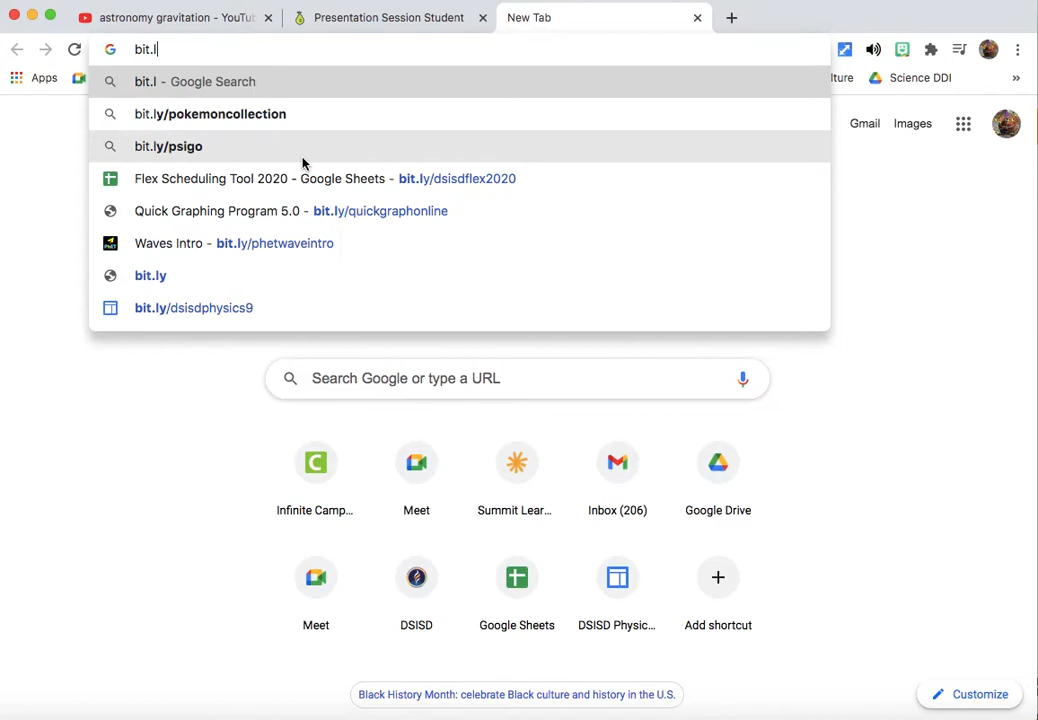 astronomy gravitation - YouTu
Presentation Session Student
New Tab
bit.l
Apps
lture
Science DDI
»
bit.l - Google Search
bit.ly/pokemoncollection
bit.ly/psigo
Flex Scheduling Tool 2020 - Google Sheets - bit.ly/dsisdflex2020
Quick Graphing Program 5.0 - bit.ly/quickgraphonline
Waves Intro - bit.ly/phetwaveintro
bit.ly
bit.ly/dsisdphysics9
Gmail Images
Search Google or type a URL
Infinite Camp... Meet Summit Lear... Inbox (206) Google Drive
Meet DSISD Google Sheets DSISD Physic... Add shortcut
Black History Month: celebrate Black culture and history in the U.S.
Customize